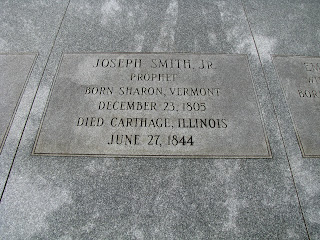 JOSEPH SMITH, JR.
PROPHET
BORN SHARON, VERMONT
DECEMBER 23, 1805
DIED CARTHAGE, ILLINOIS
JUNE 27, 1844